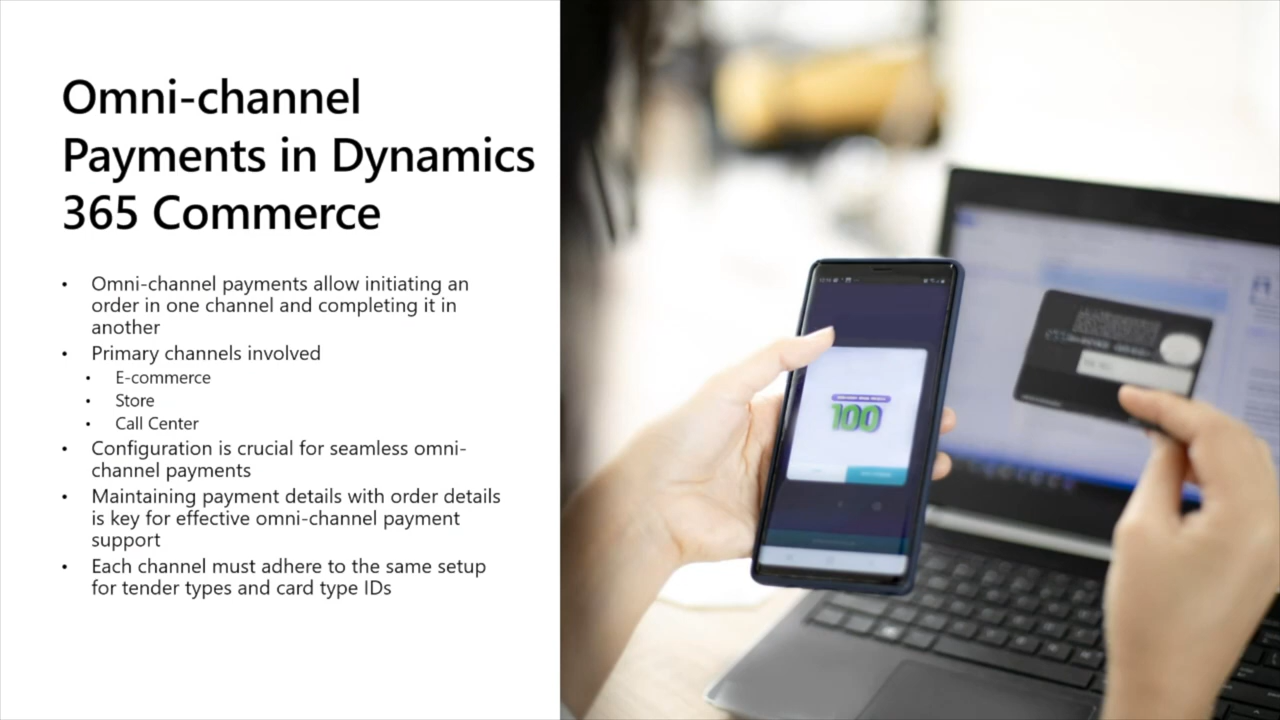 Omni-channel
Payments in Dynamics
365 Commerce
• Omni-channel payments allow initiating an
order in one channel and completing it in
another
• Primary channels involved
• E-commerce
• Store
• Call Center
• Configuration is crucial for seamless omni-
channel payments
• Maintaining payment details with order details
is key for effective omni-channel payment
support
• Each channel must adhere to the same setup
for tender types and card type IDs
100